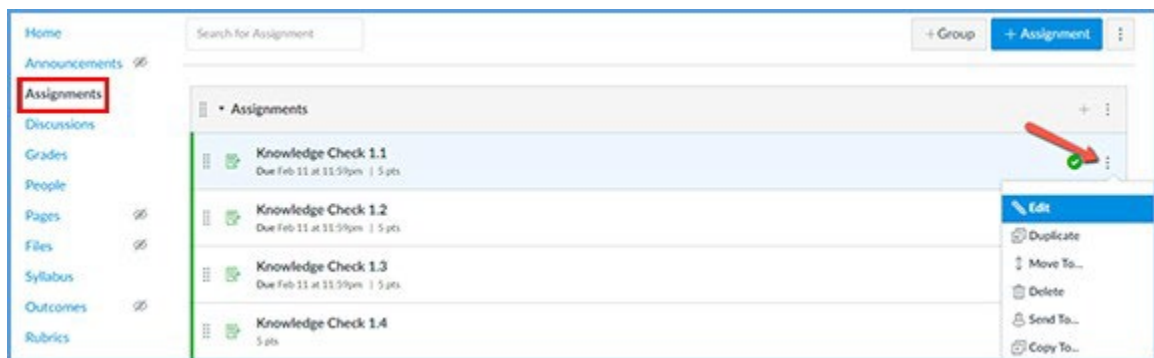 Home
Announcements
Assignments
Discussions
Grades
People
Pages
Files
Syllabus
Outcomes
Rubrics
Search for Assignment
+ Group
+ Assignment
Assignments
Knowledge Check 1.1
Due Feb 11 at 11:59pm | 5 pts
Knowledge Check 1.2
Due Feb 11 at 11:59pm | 5 pts
Knowledge Check 1.3
Due Feb 11 at 11:59pm | 5 pts
Knowledge Check 1.4
5 pts
Edit
Duplicate
Move To...
Delete
Send To...
Copy To...